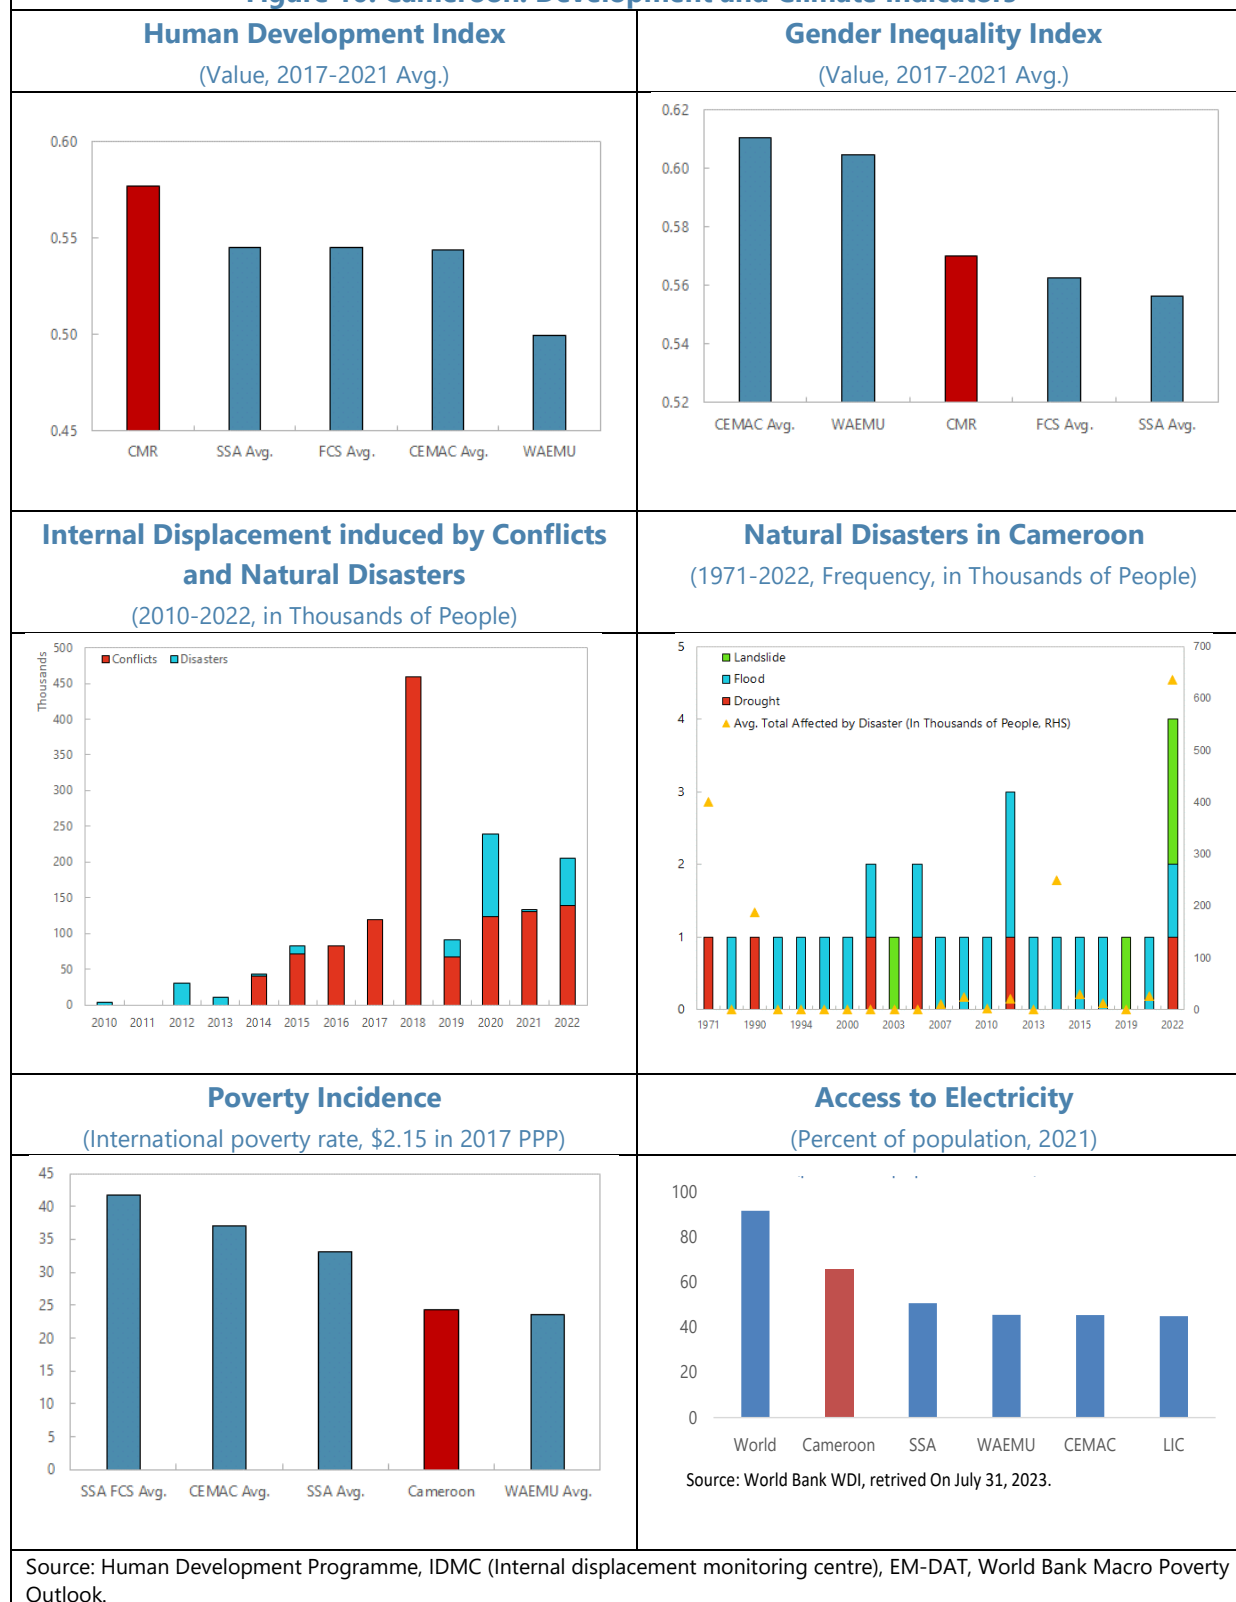 Figure 10. Cameroon: Development and Climate Indicators
Human Development Index
(Value, 2017-2021 Avg.)
0.60
0.55
0.50
0.45
CMR SSA Avg. FCS Avg. CEMAC Avg. WAEMU
Gender Inequality Index
(Value, 2017-2021 Avg.)
0.62
0.60
0.58
0.56
0.54
0.52
CEMAC Avg. WAEMU CMR FCS Avg. SSA Avg.
Internal Displacement induced by Conflicts
and Natural Disasters
(2010-2022, in Thousands of People)
Thousands
500
450
400
350
300
250
200
150
100
50
0
Conflicts Disasters
2010 2011 2012 2013 2014 2015 2016 2017 2018 2019 2020 2021 2022
Natural Disasters in Cameroon
(1971-2022, Frequency, in Thousands of People)
5
4
3
2
1
0
Landslide
Flood
Drought
Avg. Total Affected by Disaster (In Thousands of People, RHS)
700
600
500
400
300
200
100
0
1971 1990 1994 2000 2003 2007 2010 2013 2015 2019 2022
Poverty Incidence
(International poverty rate, $2.15 in 2017 PPP)
45
40
35
30
25
20
15
10
5
0
SSA FCS Avg. CEMAC Avg. SSA Avg. Cameroon WAEMU Avg.
Access to Electricity
(Percent of population, 2021)
100
80
60
40
20
0
World Cameroon SSA WAEMU CEMAC LIC
Source: World Bank WDI, retrived On July 31, 2023.
Source: Human Development Programme, IDMC (Internal displacement monitoring centre), EM-DAT, World Bank Macro Poverty
Outlook.